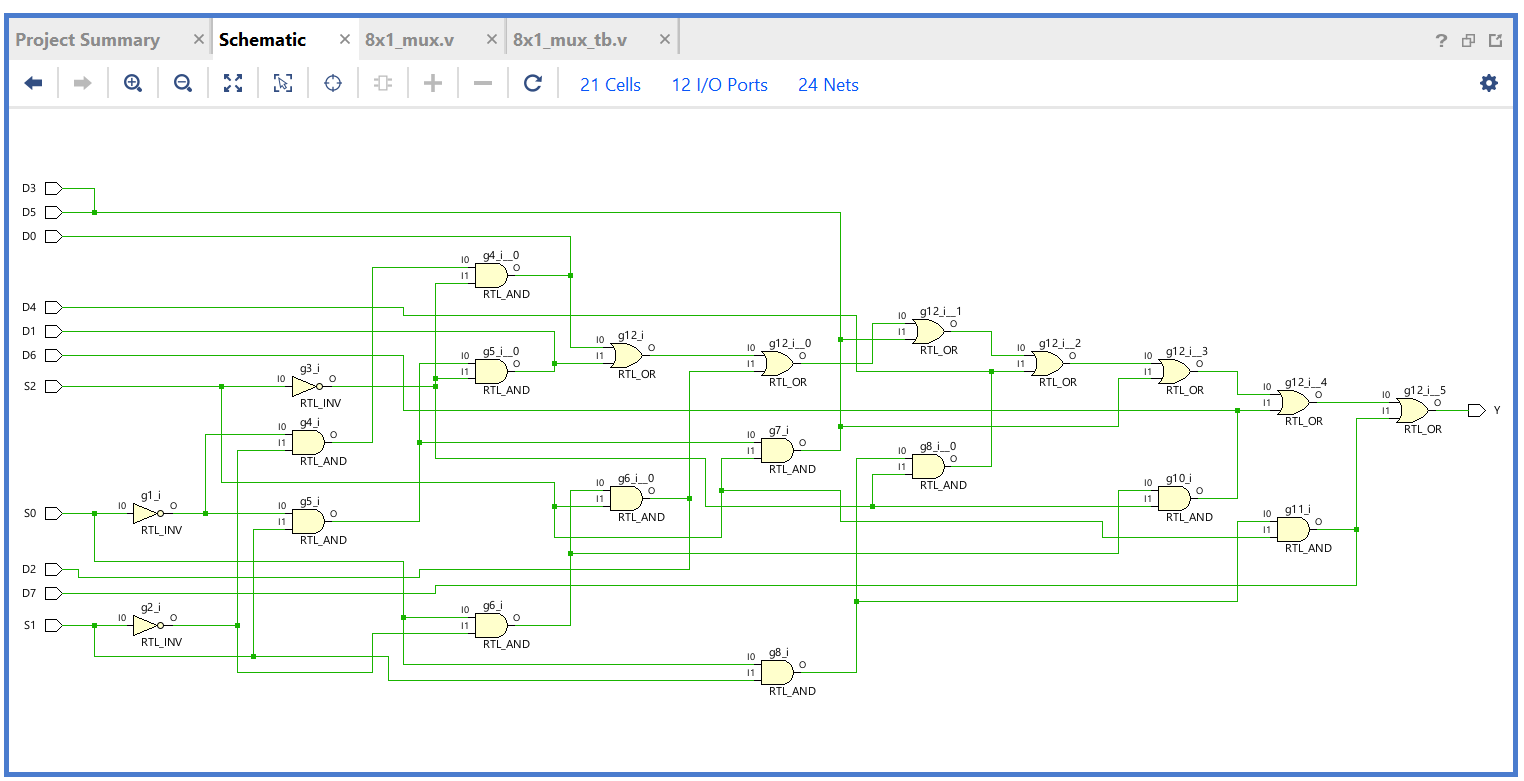 Project Summary × Schematic × 8x1_mux.v × 8x1_mux_tb.v × ?
21 Cells 12 I/O Ports 24 Nets
D3
D5
D0
g4_i__0
I0 O
I1
RTL_AND
D4
g12_i__1
I0 O
I1
RTL_OR
D1
g12_i
I0 O
I1
RTL_OR
g12_i__0
I0 O
I1
RTL_OR
g12_i__2
I0 O
I1
RTL_OR
D6
g5_i__0
I0 O
I1
RTL_AND
g12_i__3
I0 O
I1
RTL_OR
S2
g3_i
I0 O
RTL_INV
g12_i__4
I0 O
I1
RTL_OR
g12_i__5
I0 O
I1
RTL_OR
Y
g4_i
I0 O
I1
RTL_AND
g7_i
I0 O
I1
RTL_AND
g8_i__0
I0 O
I1
RTL_AND
g6_i__0
I0 O
I1
RTL_AND
g10_i
I0 O
I1
RTL_AND
S0
g1_i
I0 O
RTL_INV
g5_i
I0 O
I1
RTL_AND
g11_i
I0 O
I1
RTL_AND
D2
D7
S1
g2_i
I0 O
RTL_INV
g6_i
I0 O
I1
RTL_AND
g8_i
I0 O
I1
RTL_AND